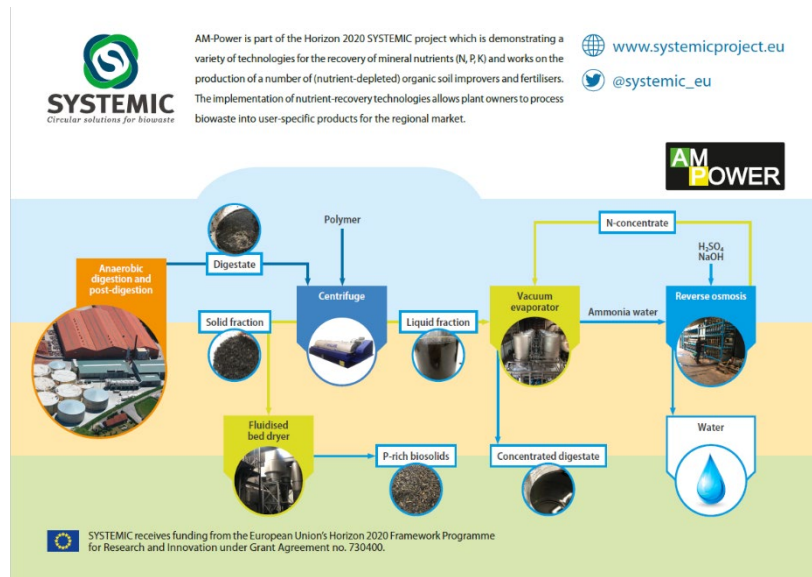 SYSTEMIC
Circular solutions for biowaste
AM-Power is part of the Horizon 2020 SYSTEMIC project which is demonstrating a
variety of technologies for the recovery of mineral nutrients (N, P, K) and works on the
production of a number of (nutrient-depleted) organic soil improvers and fertilisers.
The implementation of nutrient-recovery technologies allows plant owners to process
biowaste into user-specific products for the regional market.
www.systemicproject.eu
@systemic_eu
AM
POWER
N-concentrate
Polymer
H₂SO₄
NaOH
Anaerobic
digestion and
post-digestion
Digestate
Centrifuge
Vacuum
evaporator
Ammonia water
Reverse osmosis
Solid fraction
Liquid fraction
Fluidised
bed dryer
P-rich biosolids
Concentrated digestate
Water
SYSTEMIC receives funding from the European Union's Horizon 2020 Framework Programme
for Research and Innovation under Grant Agreement no. 730400.